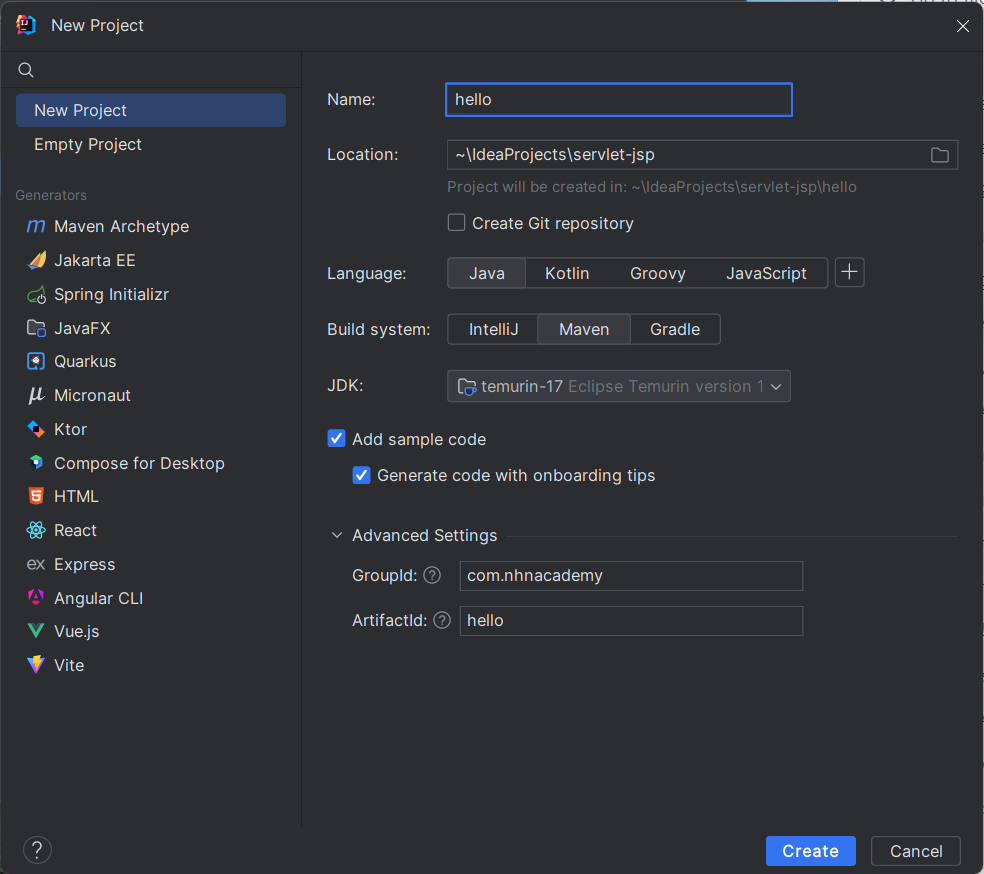 New Project
New Project
Empty Project
Generators
Maven Archetype
Jakarta EE
Spring Initializr
JavaFX
Quarkus
Micronaut
Ktor
Compose for Desktop
HTML
React
Express
Angular CLI
Vue.js
Vite
Name: hello
Location: ~\IdeaProjects\servlet-jsp
Project will be created in: ~\IdeaProjects\servlet-jsp\hello
Create Git repository
Language: Java Kotlin Groovy JavaScript +
Build system: IntelliJ Maven Gradle
JDK: temurin-17 Eclipse Temurin version 1
Add sample code
Generate code with onboarding tips
Advanced Settings
GroupId: ? com.nhnacademy
ArtifactId: ? hello
? Create Cancel